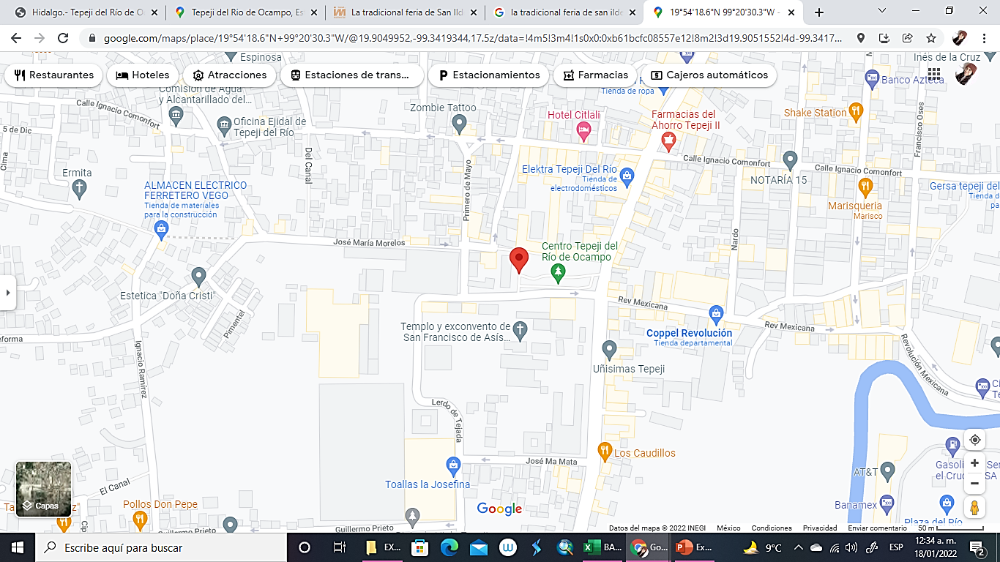 Hidalgo.- Tepeji del Río de O
Tepeji del Rio de Ocampo, Es
La tradicional feria de San Ild
la tradicional feria de san ilde
19°54'18.6"N 99°20'30.3"W -
google.com/maps/place/19°54'18.6"N+99°20'30.3"W/@19.9049952,-99.3419344,17.5z/data=!4m5!3m4!1s0x0:0xb61bcfc08557e12!8m2!3d19.9051552!4d-99.3417...
Espinosa
Inés de la Cruz
Restaurantes
Hoteles
Atracciones
Estaciones de trans...
Estacionamientos
Farmacias
Cajeros automáticos
Comisión de Agua
y Alcantarillado del...
Tienda de ropa
Banco Azteca
Calle Ignacio Comonfort
5 de Dic
Cima
Oficina Ejidal de
Tepeji del Río
Zombie Tattoo
Hotel Citlali
Farmacias del
Ahorro Tepeji II
Shake Station
Francisco Oses
Del Canal
Primero de Mayo
Calle Ignacio Comonfort
NOTARÍA 15
Calle Ignacio Comonfort
Ermita
ALMACEN ELECTRICO
FERRETERO VEGO
Tienda de materiales
para la construcción
Elektra Tepeji Del Río
Tienda de
electrodomésticos
Marisqueria
Marisco
Gersa tepeji del
Tienda d
pa
José María Morelos
Centro Tepeji del
Río de Ocampo
Nardo
Estetica "Doña Cristi"
Pimentel
Rev Mexicana
Coppel Revolución
Tienda departamental
Rev Mexicana
Templo y exconvento de
San Francisco de Asís...
eforma
Ignacio Ramírez
Uñisimas Tepeji
Revolución Mexicana
Ci
Te
Lerdo de Tejada
Los Caudillos
José Ma Mata
Toallas la Josefina
AT&T
Gasoli
Ser
el Cruc
SA
El Canal
Capas
Ta
z"
Pollos Don Pepe
Banamex
Plaza del Río
Cip
Guillermo Prieto
Guillermo Prieto
Google
Datos del mapa © 2022 INEGI
México
Condiciones
Privacidad
Enviar comentario
50 m
Escribe aquí para buscar
EX...
BA...
Go...
Ex...
9°C
ESP
12:34 a. m.
18/01/2022
2